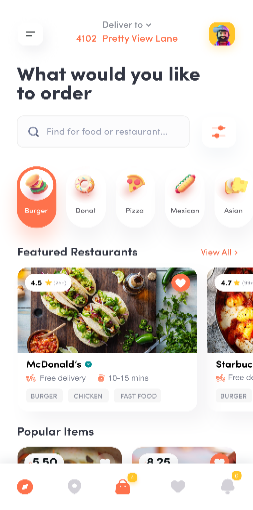 Deliver to
4102 Pretty View Lane
What would you like
to order
Find for food or restaurant...
Burger
Donat
Pizza
Mexican
Asian
Featured Restaurants
View All
4.5
4.7
McDonald's
Starbuc
Free delivery
10-15 mins
Free de
BURGER
CHICKEN
FAST FOOD
BURGER
Popular Items
5.50
8.25